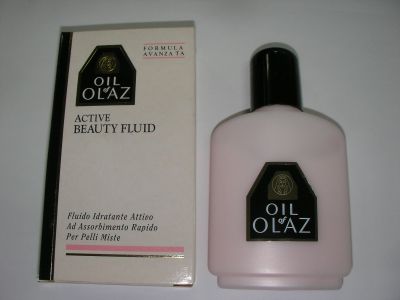 FORMULA
AVANZATA
OIL
of
OLAZ
ACTIVE
BEAUTY FLUID
Fluido Idratante Attivo
Ad Assorbimento Rapido
Per Pelli Miste
OIL
of
OLAZ